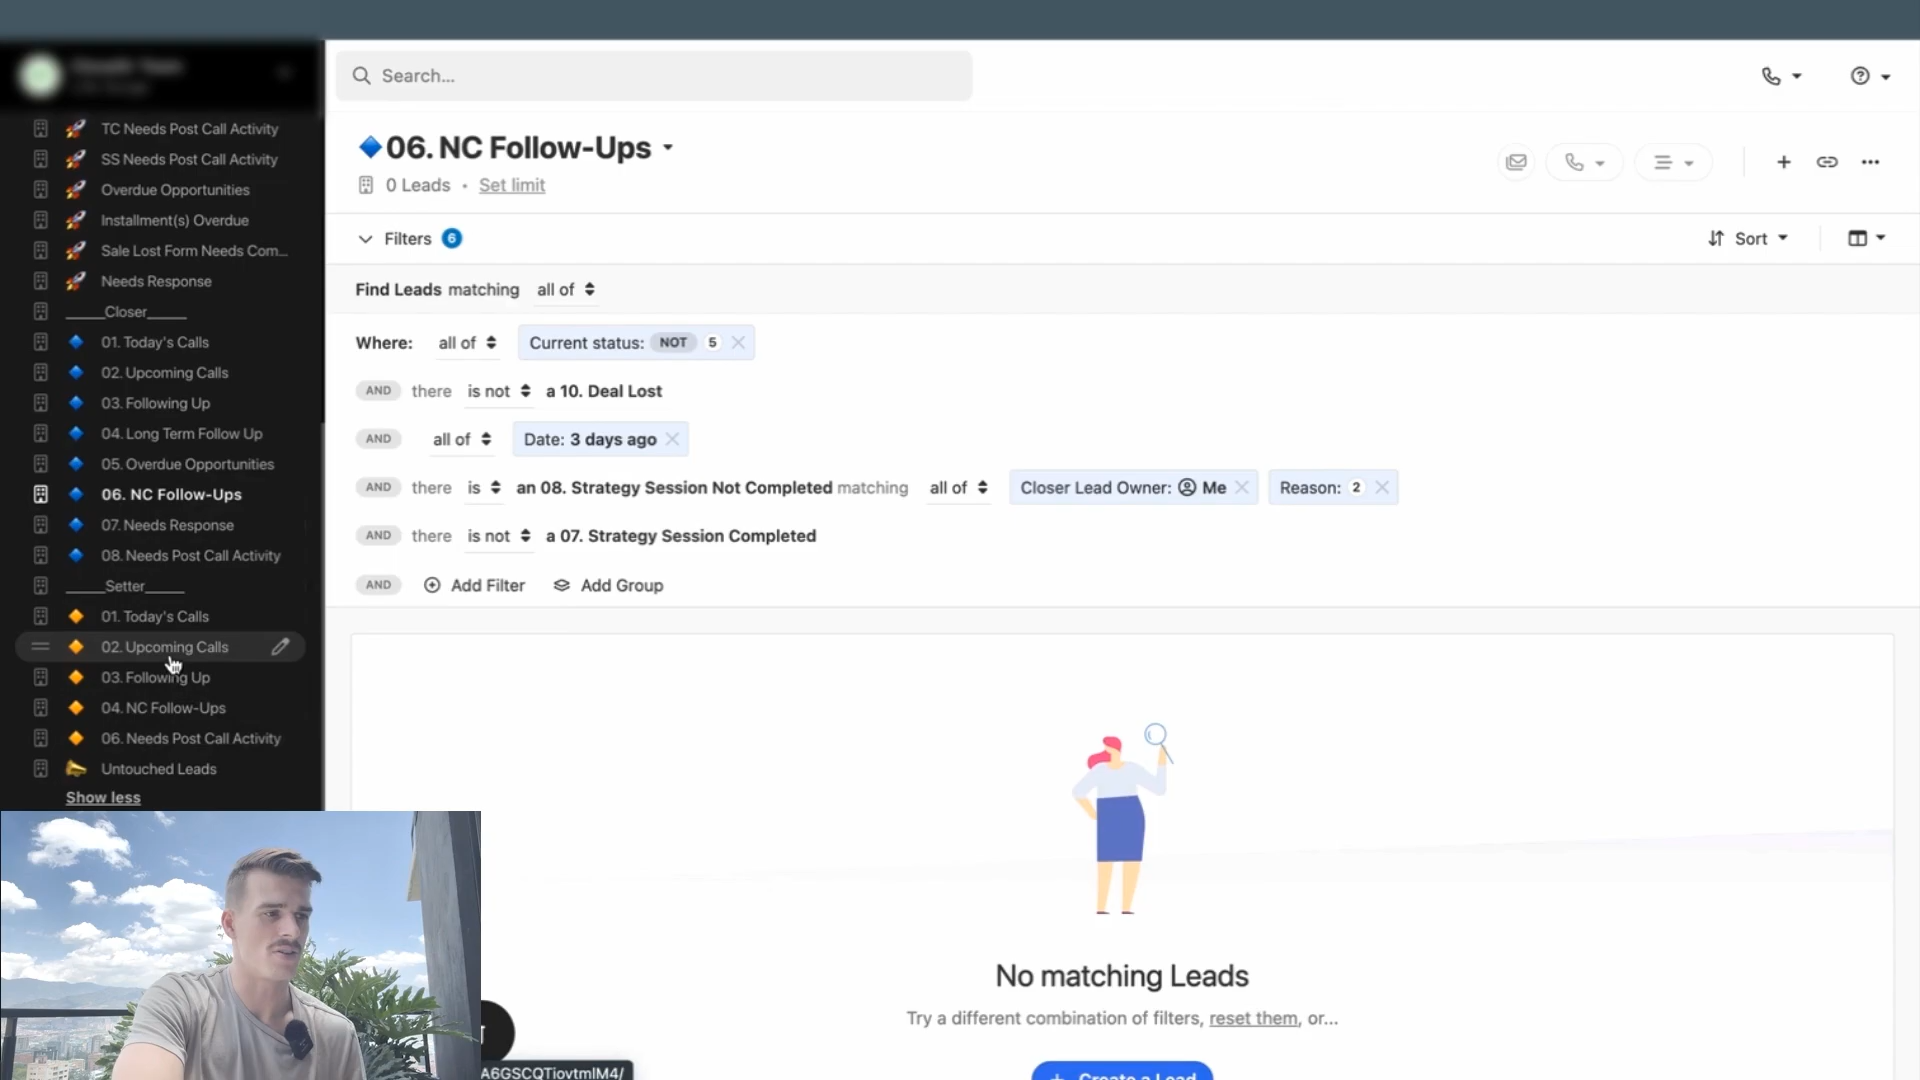 TC Needs Post Call Activity
SS Needs Post Call Activity
Overdue Opportunities
Installment(s) Overdue
Sale Lost Form Needs Com...
Needs Response
_____Closer_____
01. Today's Calls
02. Upcoming Calls
03. Following Up
04. Long Term Follow Up
05. Overdue Opportunities
06. NC Follow-Ups
07. Needs Response
08. Needs Post Call Activity
_____Setter_____
01. Today's Calls
02. Upcoming Calls
03. Following Up
04. NC Follow-Ups
06. Needs Post Call Activity
Untouched Leads
Show less
Search...
06. NC Follow-Ups
0 Leads • Set limit
Filters 6
Sort
Find Leads matching all of
Where: all of Current status: NOT 5
AND there is not a 10. Deal Lost
AND all of Date: 3 days ago
AND there is an 08. Strategy Session Not Completed matching all of Closer Lead Owner: Me Reason: 2
AND there is not a 07. Strategy Session Completed
AND Add Filter Add Group
No matching Leads
Try a different combination of filters, reset them, or...
+ Create a Lead
A6GSCQTiovtmIM4/